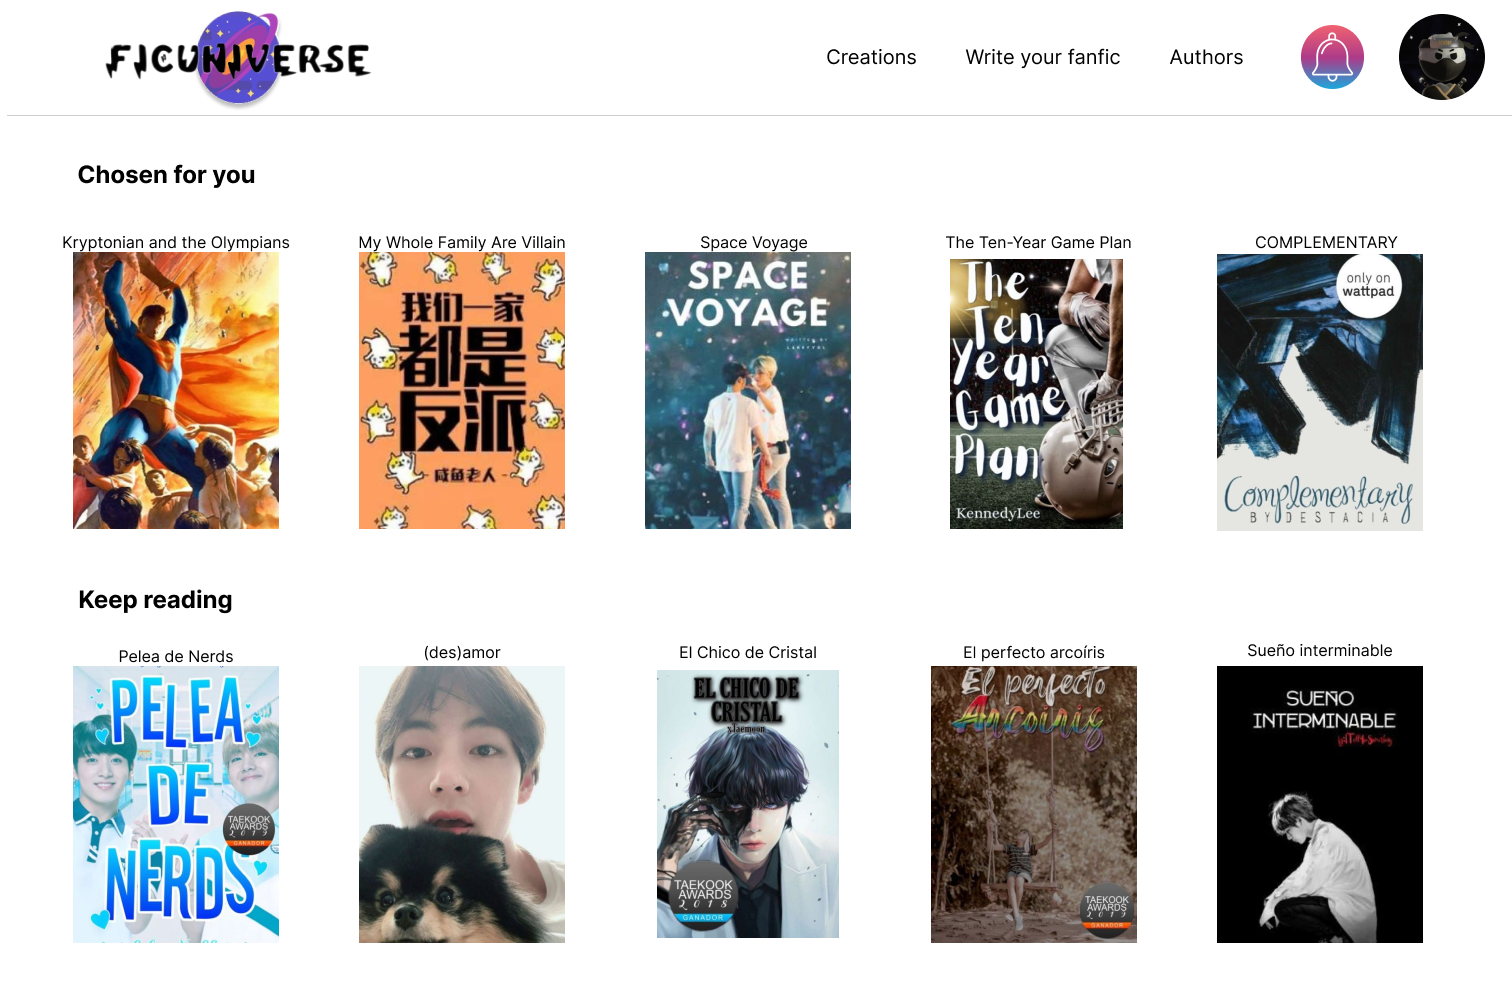 FICUNIVERSE
Creations
Write your fanfic
Authors
Chosen for you
Kryptonian and the Olympians
My Whole Family Are Villain
Space Voyage
The Ten-Year Game Plan
COMPLEMENTARY
我们一家
都是
反派
咸鱼老人
SPACE
VOYAGE
The
Ten
Year
Game
Plan
KennedyLee
only on
wattpad
Complementary
BY DESTACIA
Keep reading
Pelea de Nerds
(des)amor
El Chico de Cristal
El perfecto arcoíris
Sueño interminable
PELEA
DE
NERDS
TAEKOOK
AWARDS
2019
GANADOR
EL CHICO DE
CRISTAL
xTaemoon
TAEKOOK
AWARDS
2018
GANADOR
El perfecto
Arcoiris
TAEKOOK
AWARDS
2019
GANADOR
SUEÑO
INTERMINABLE